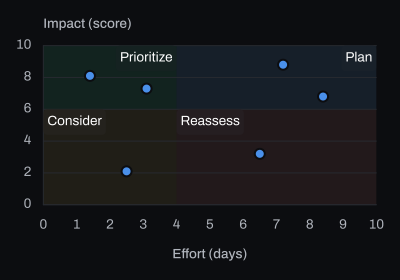 Impact (score)
10
Prioritize Plan
8
6
Consider Reassess
4
2
0
0 1 2 3 4 5 6 7 8 9 10
Effort (days)